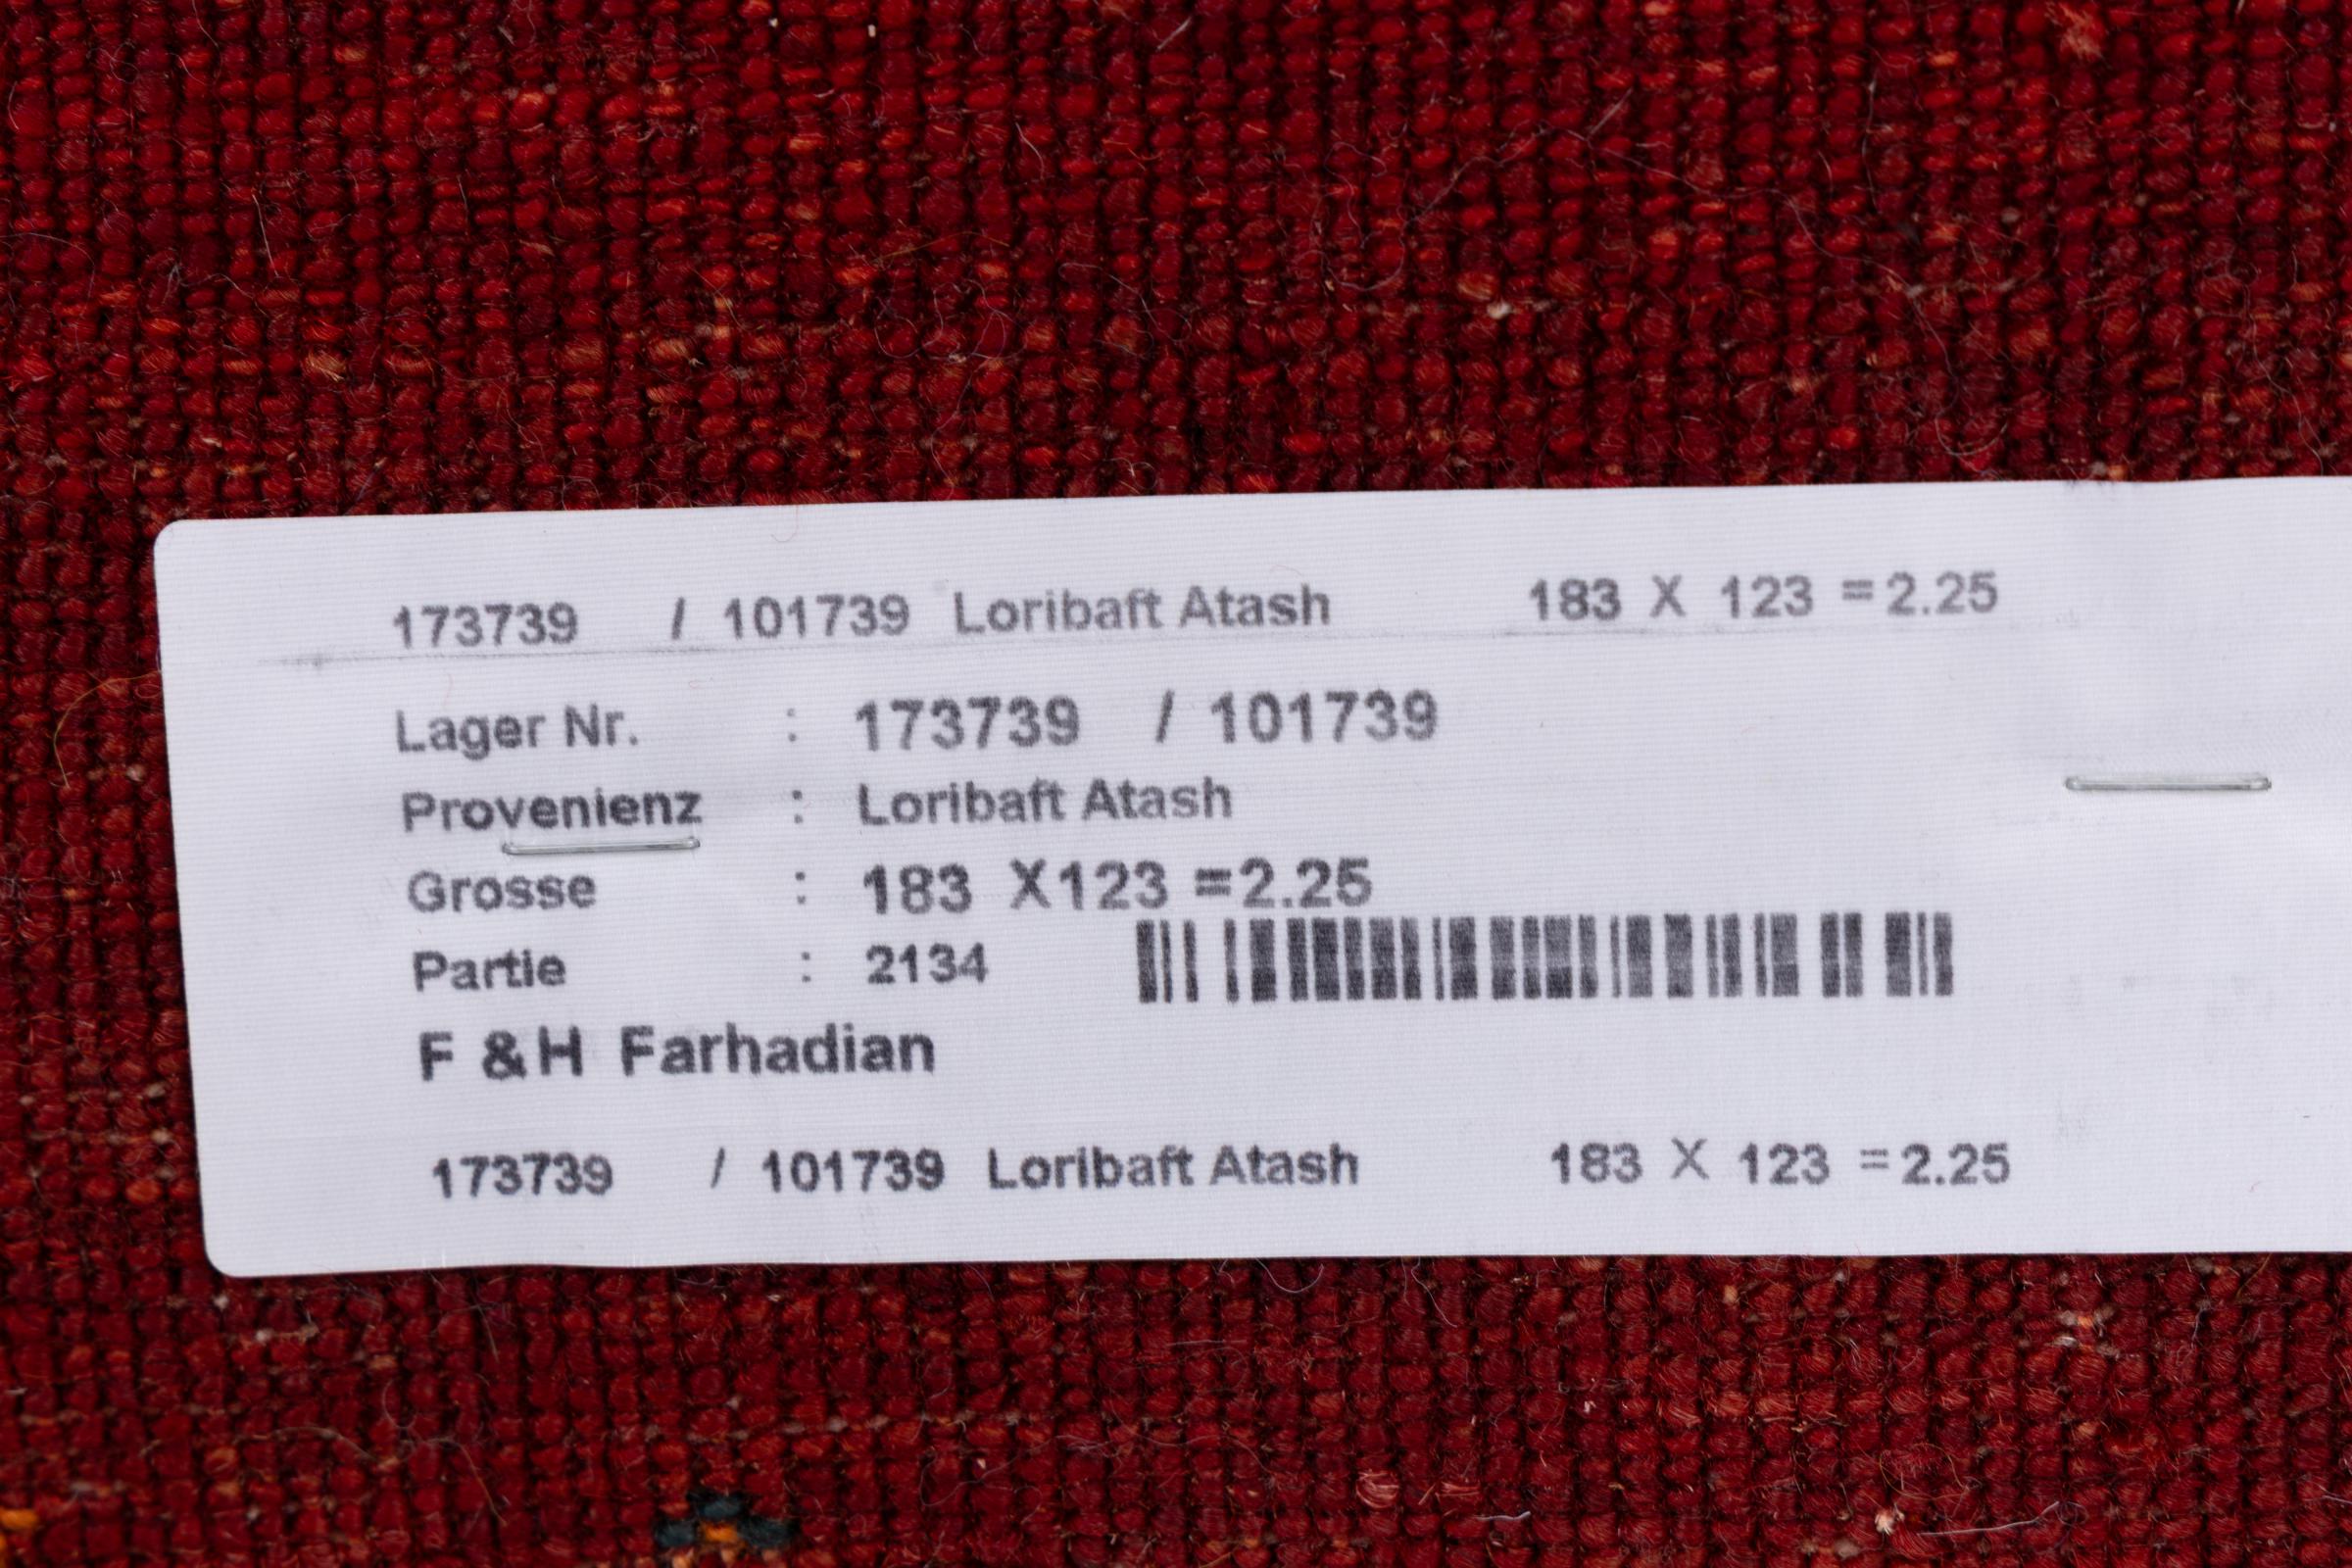 173739 / 101739 Loribaft Atash 183 X 123 =2.25
Lager Nr. : 173739 / 101739
Provenienz : Loribaft Atash
Grosse : 183 X123 =2.25
Partie : 2134
F &H Farhadian
173739 / 101739 Loribaft Atash 183 X 123 =2.25